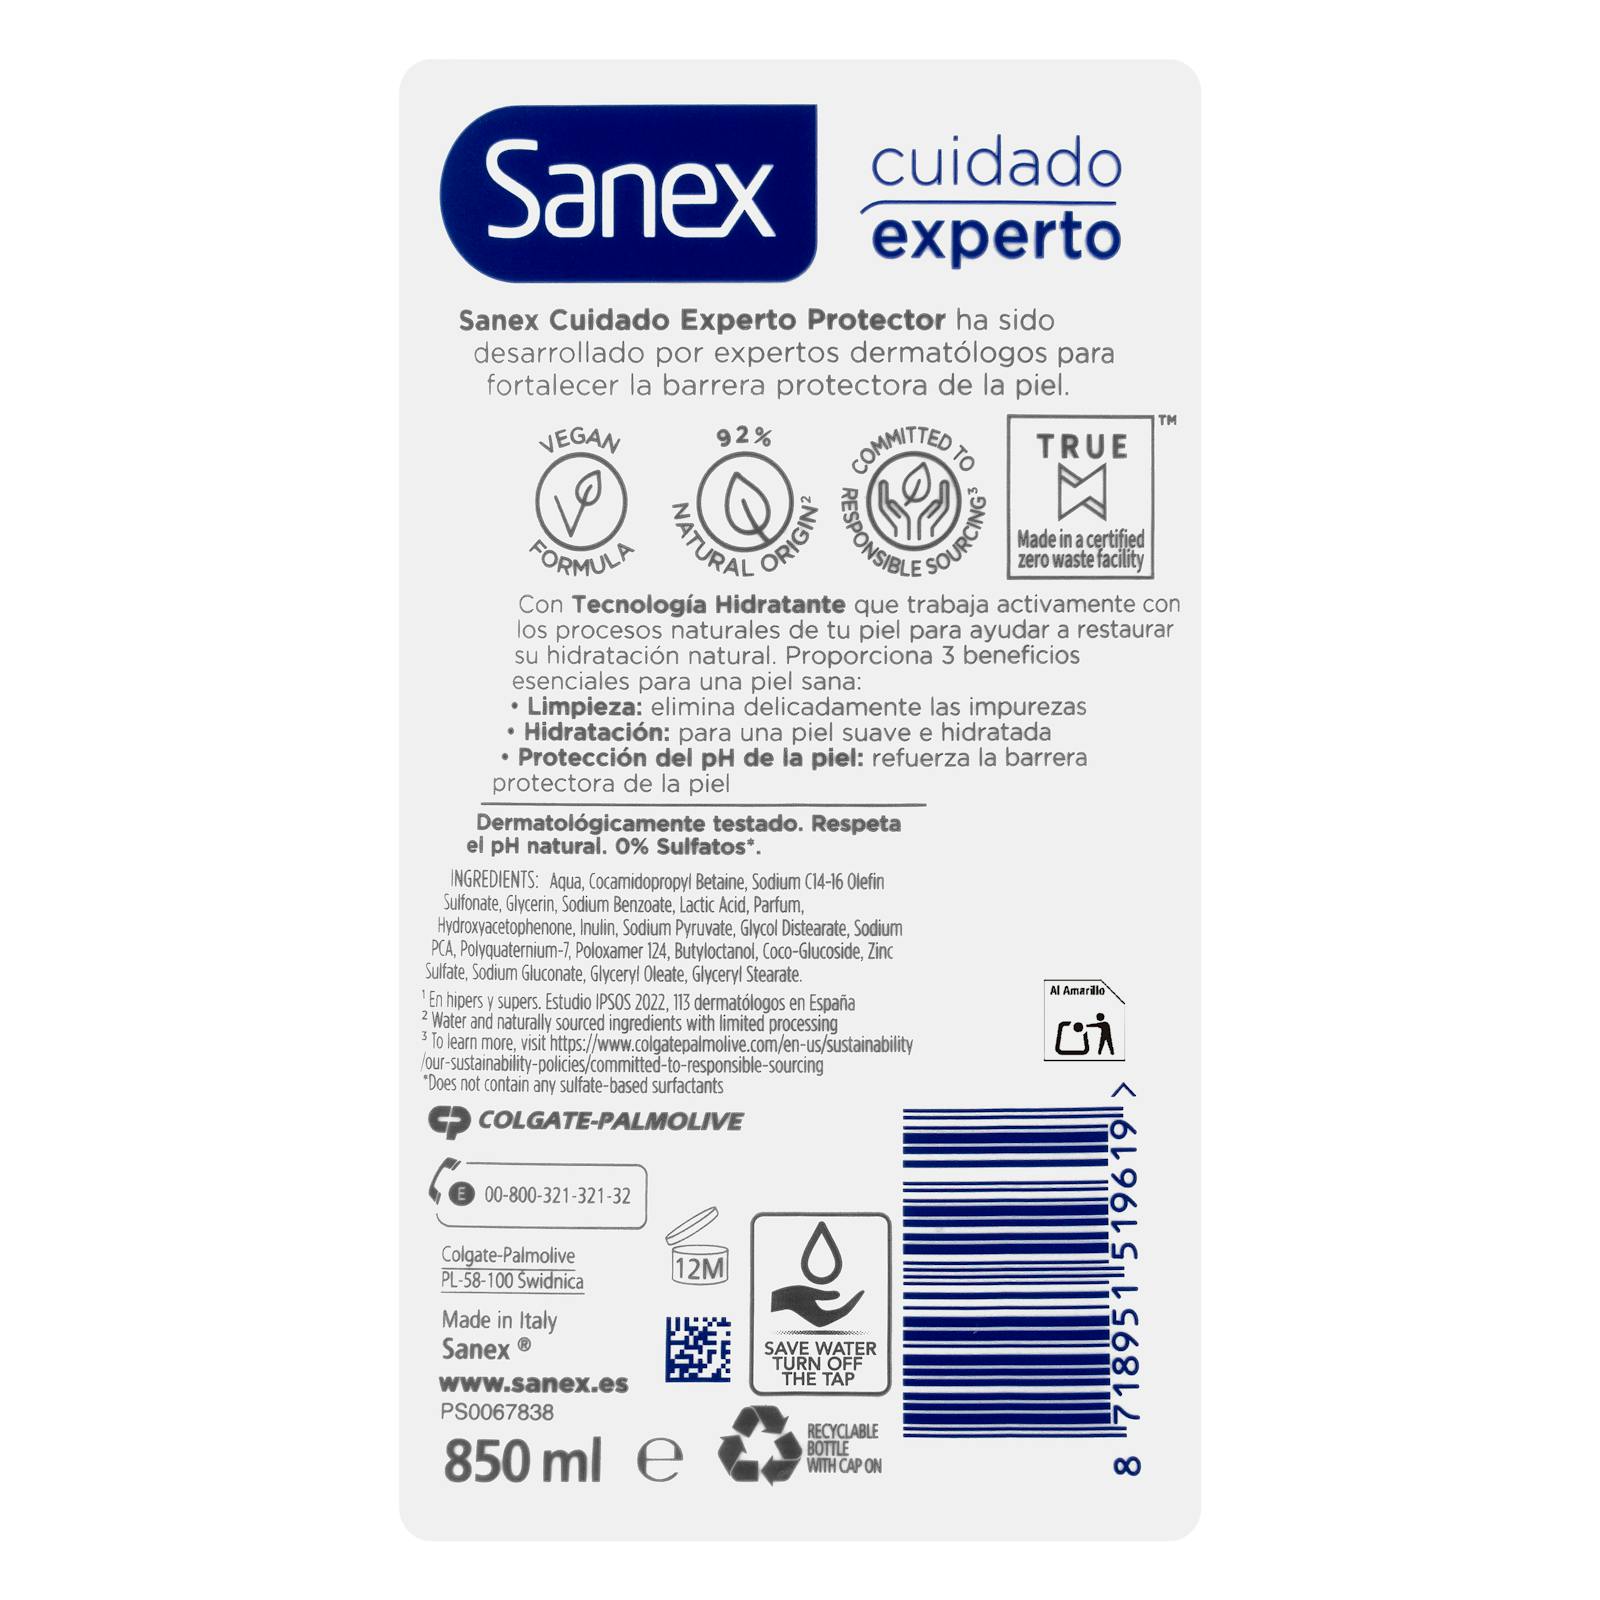 Sanex
cuidado
experto
Sanex Cuidado Experto Protector ha sido
desarrollado por expertos dermatólogos para
fortalecer la barrera protectora de la piel.
VEGAN
FORMULA
92%
NATURAL ORIGIN²
COMMITTED TO
RESPONSIBLE SOURCING³
TRUE
™
Made in a certified
zero waste facility
Con Tecnología Hidratante que trabaja activamente con
los procesos naturales de tu piel para ayudar a restaurar
su hidratación natural. Proporciona 3 beneficios
esenciales para una piel sana:
• Limpieza: elimina delicadamente las impurezas
• Hidratación: para una piel suave e hidratada
• Protección del pH de la piel: refuerza la barrera
protectora de la piel
Dermatológicamente testado. Respeta
el pH natural. 0% Sulfatos*.
INGREDIENTS: Aqua, Cocamidopropyl Betaine, Sodium C14-16 Olefin
Sulfonate, Glycerin, Sodium Benzoate, Lactic Acid, Parfum,
Hydroxyacetophenone, Inulin, Sodium Pyruvate, Glycol Distearate, Sodium
PCA, Polyquaternium-7, Poloxamer 124, Butyloctanol, Coco-Glucoside, Zinc
Sulfate, Sodium Gluconate, Glyceryl Oleate, Glyceryl Stearate.
¹ En hipers y supers. Estudio IPSOS 2022, 113 dermatólogos en España
² Water and naturally sourced ingredients with limited processing
³ To learn more, visit https://www.colgatepalmolive.com/en-us/sustainability
/our-sustainability-policies/committed-to-responsible-sourcing
*Does not contain any sulfate-based surfactants
Al Amarillo
CP COLGATE-PALMOLIVE
E 00-800-321-321-32
Colgate-Palmolive
PL-58-100 Świdnica
Made in Italy
Sanex ®
www.sanex.es
PS0067838
850 ml ℮
12M
SAVE WATER
TURN OFF
THE TAP
RECYCLABLE
BOTTLE
WITH CAP ON
8 718951 519619 >